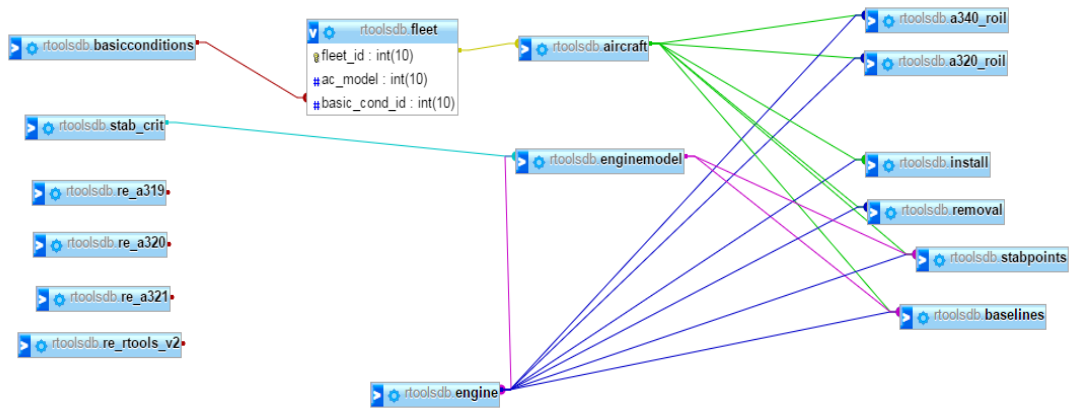 rtoolsdb.basicconditions
rtoolsdb.fleet
fleet_id : int(10)
ac_model : int(10)
basic_cond_id : int(10)
rtoolsdb.aircraft
rtoolsdb.a340_roil
rtoolsdb.a320_roil
rtoolsdb.stab_crit
rtoolsdb.enginemodel
rtoolsdb.install
rtoolsdb.re_a319
rtoolsdb.removal
rtoolsdb.re_a320
rtoolsdb.stabpoints
rtoolsdb.re_a321
rtoolsdb.baselines
rtoolsdb.re_rtools_v2
rtoolsdb.engine